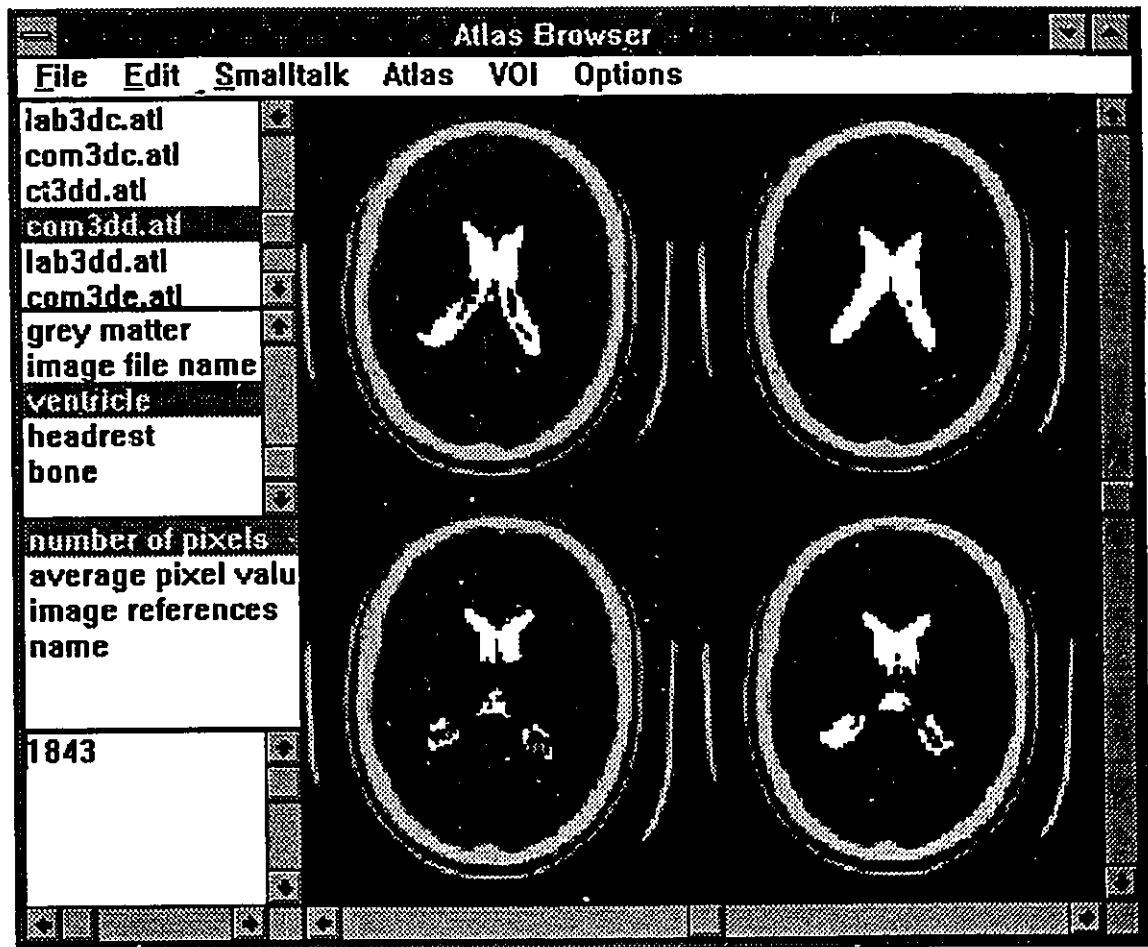 Atlas Browser
File Edit Smalltalk Atlas VOI Options
lab3dc.atl
com3dc.atl
ct3dd.atl
com3dd.atl
lab3dd.atl
com3de.atl
grey matter
image file name
ventricle
headrest
bone
number of pixels
average pixel valu
image references
name
1843